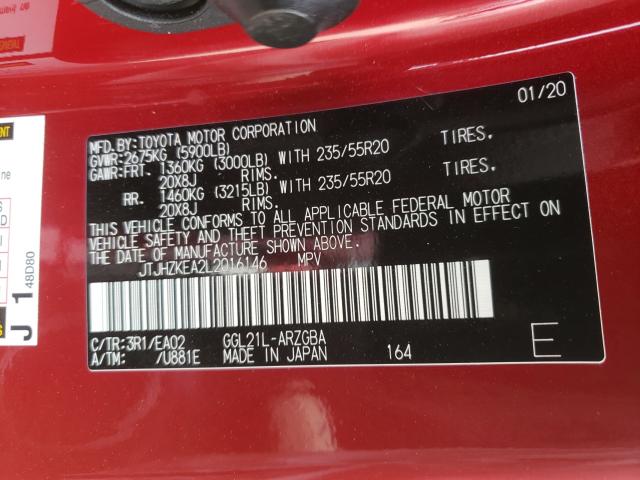 01/20
MFD.BY:TOYOTA MOTOR CORPORATION
GVWR:2675KG (5900LB)
GAWR:FRT. 1360KG (3000LB) WITH 235/55R20 TIRES.
20X8J RIMS.
RR. 1460KG (3215LB) WITH 235/55R20 TIRES.
20X8J RIMS.
THIS VEHICLE CONFORMS TO ALL APPLICABLE FEDERAL MOTOR
VEHICLE SAFETY AND THEFT PREVENTION STANDARDS IN EFFECT ON
THE DATE OF MANUFACTURE SHOWN ABOVE.
JTJHZKEA2L2016146 MPV
C/TR:3R1/EA02 GGL21L-ARZGBA
A/TM: /U881E MADE IN JAPAN 164
E
J 1
48D80